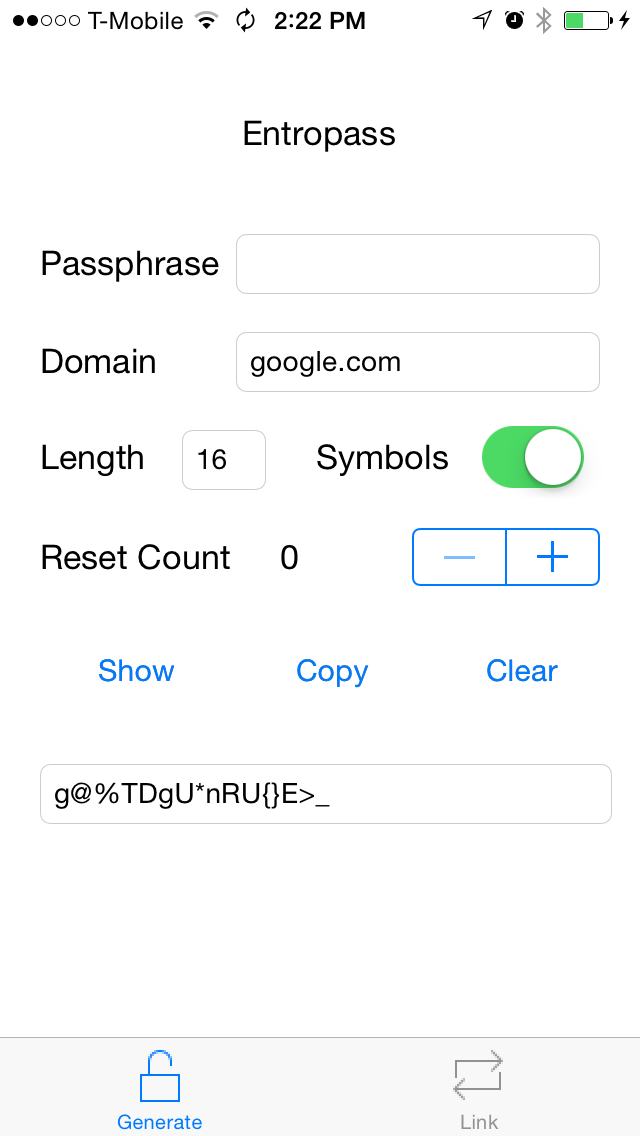 T-Mobile 2:22 PM
Entropass
Passphrase
Domain google.com
Length 16 Symbols
Reset Count 0
Show Copy Clear
g@%TDgU*nRU{}E>_
Generate Link